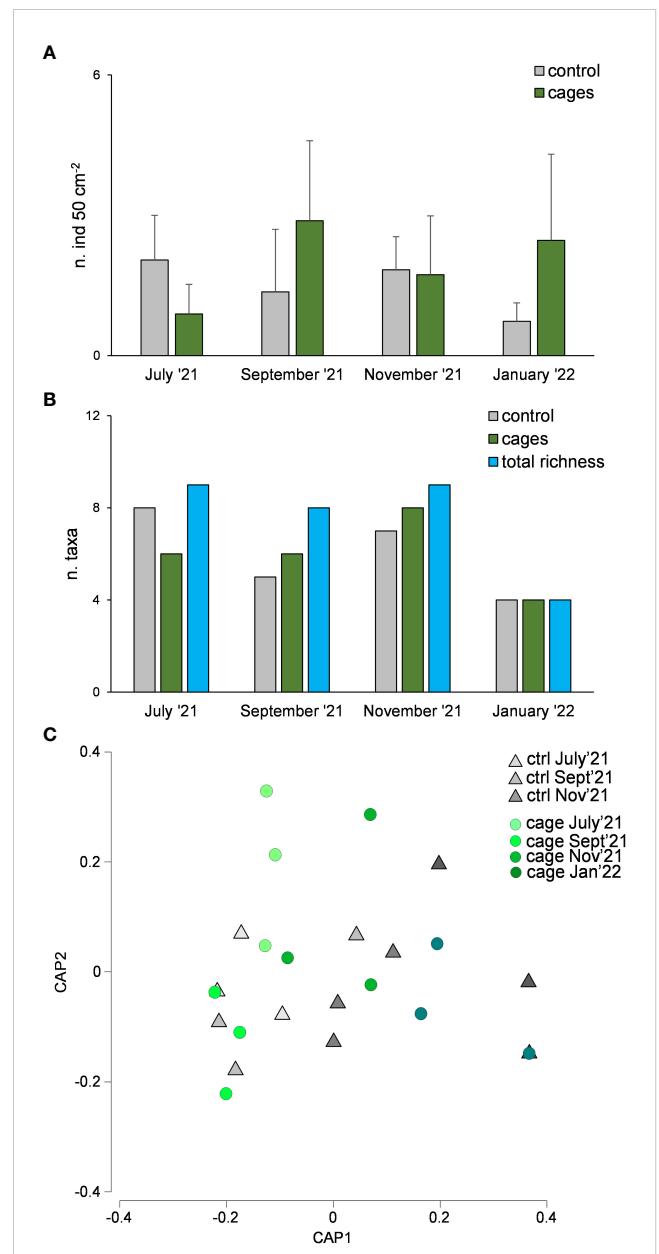 A
6
control
cages
n. ind 50 cm-2
0
July '21 September '21 November '21 January '22
B
12
control
cages
total richness
8
n. taxa
4
0
July '21 September '21 November '21 January '22
C
0.4
ctrl July’21
ctrl Sept’21
ctrl Nov’21
cage July’21
cage Sept’21
cage Nov’21
cage Jan’22
0.2
CAP2
0
-0.2
-0.4
-0.4 -0.2 0 0.2 0.4
CAP1